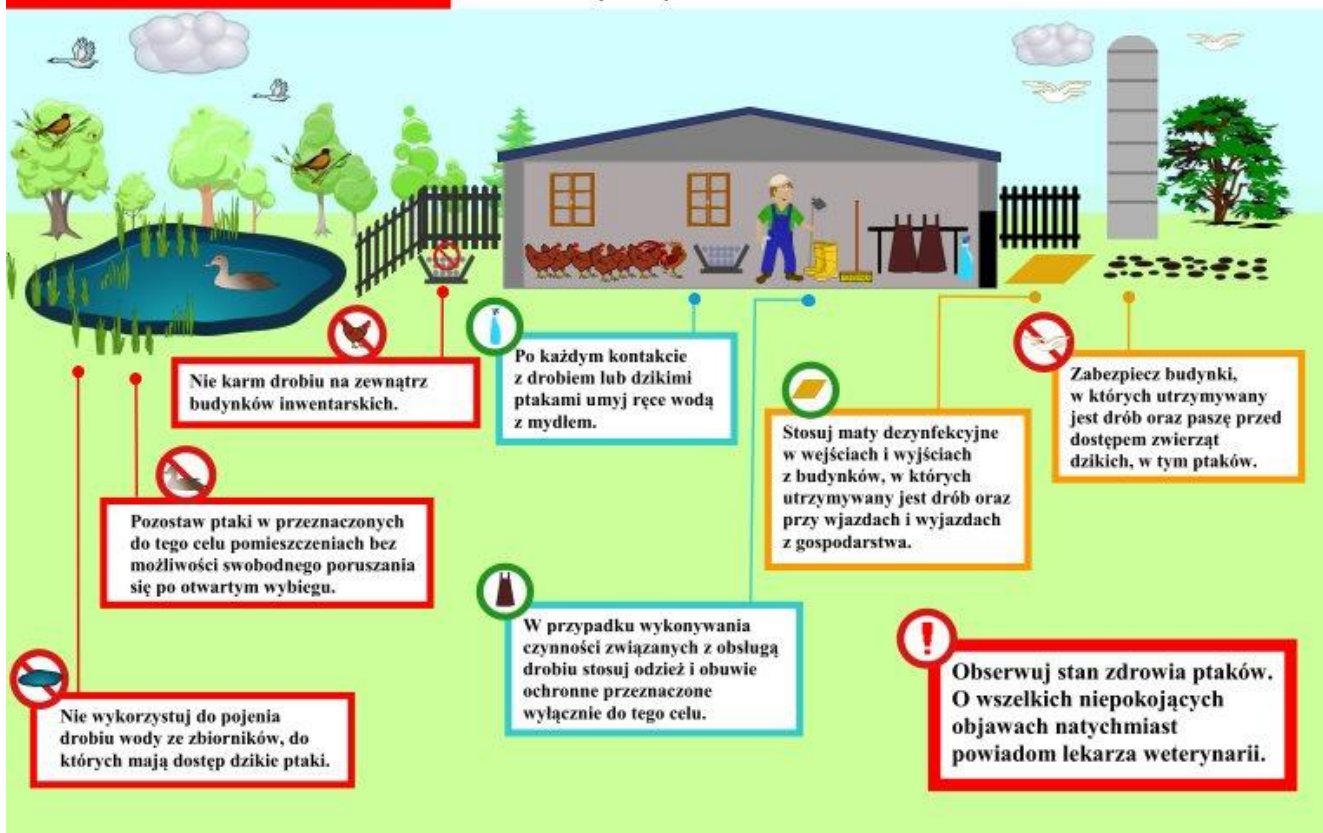 Nie karm drobiu na zewnątrz
budynków inwentarskich.
Po każdym kontakcie
z drobiem lub dzikimi
ptakami umyj ręce wodą
z mydłem.
Zabezpiecz budynki,
w których utrzymywany
jest drób oraz paszę przed
dostępem zwierząt
dzikich, w tym ptaków.
Stosuj maty dezynfekcyjne
w wejściach i wyjściach
z budynków, w których
utrzymywany jest drób oraz
przy wjazdach i wyjazdach
z gospodarstwa.
Pozostaw ptaki w przeznaczonych
do tego celu pomieszczeniach bez
możliwości swobodnego poruszania
się po otwartym wybiegu.
W przypadku wykonywania
czynności związanych z obsługą
drobiu stosuj odzież i obuwie
ochronne przeznaczone
wyłącznie do tego celu.
Nie wykorzystuj do pojenia
drobiu wody ze zbiorników, do
których mają dostęp dzikie ptaki.
Obserwuj stan zdrowia ptaków.
O wszelkich niepokojących
objawach natychmiast
powiadom lekarza weterynarii.